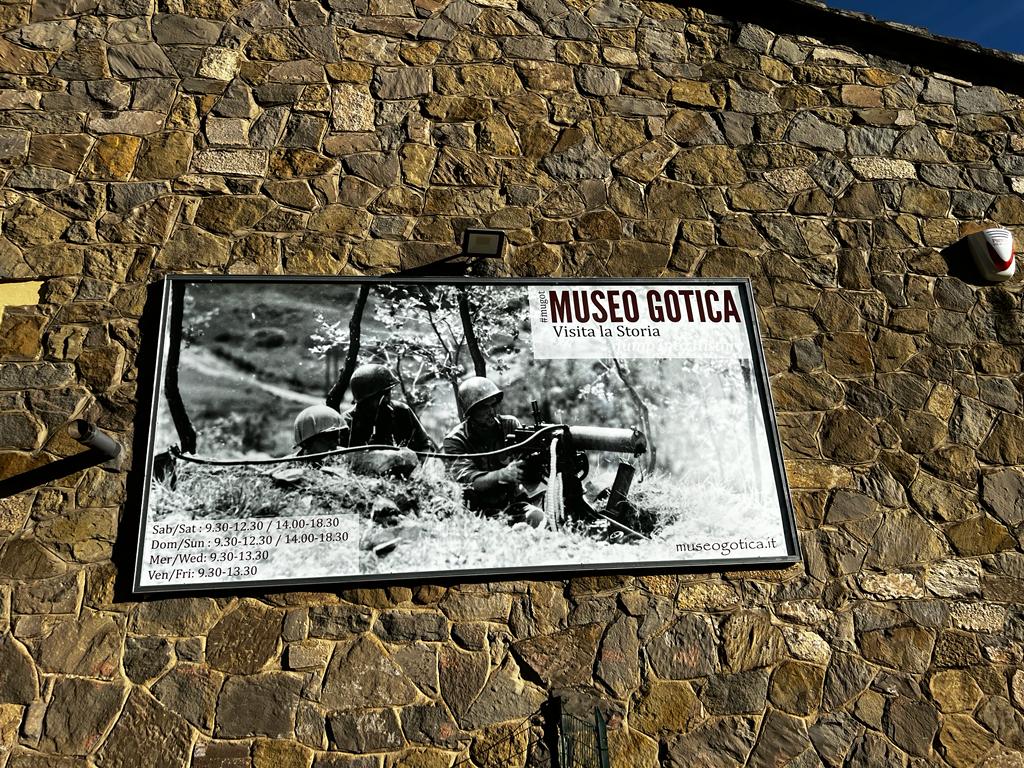 #mugot
MUSEO GOTICA
Visita la Storia
Sab/Sat : 9.30-12.30 / 14.00-18.30
Dom/Sun : 9.30-12.30 / 14.00-18.30
Mer/Wed: 9.30-13.30
Ven/Fri: 9.30-13.30
museogotica.it